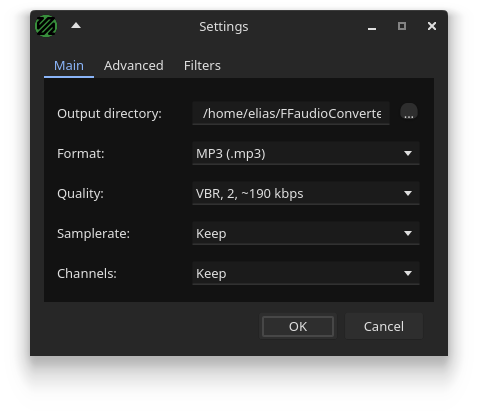 Settings
Main Advanced Filters
Output directory: /home/elias/FFaudioConverte ...
Format: MP3 (.mp3)
Quality: VBR, 2, ~190 kbps
Samplerate: Keep
Channels: Keep
OK Cancel